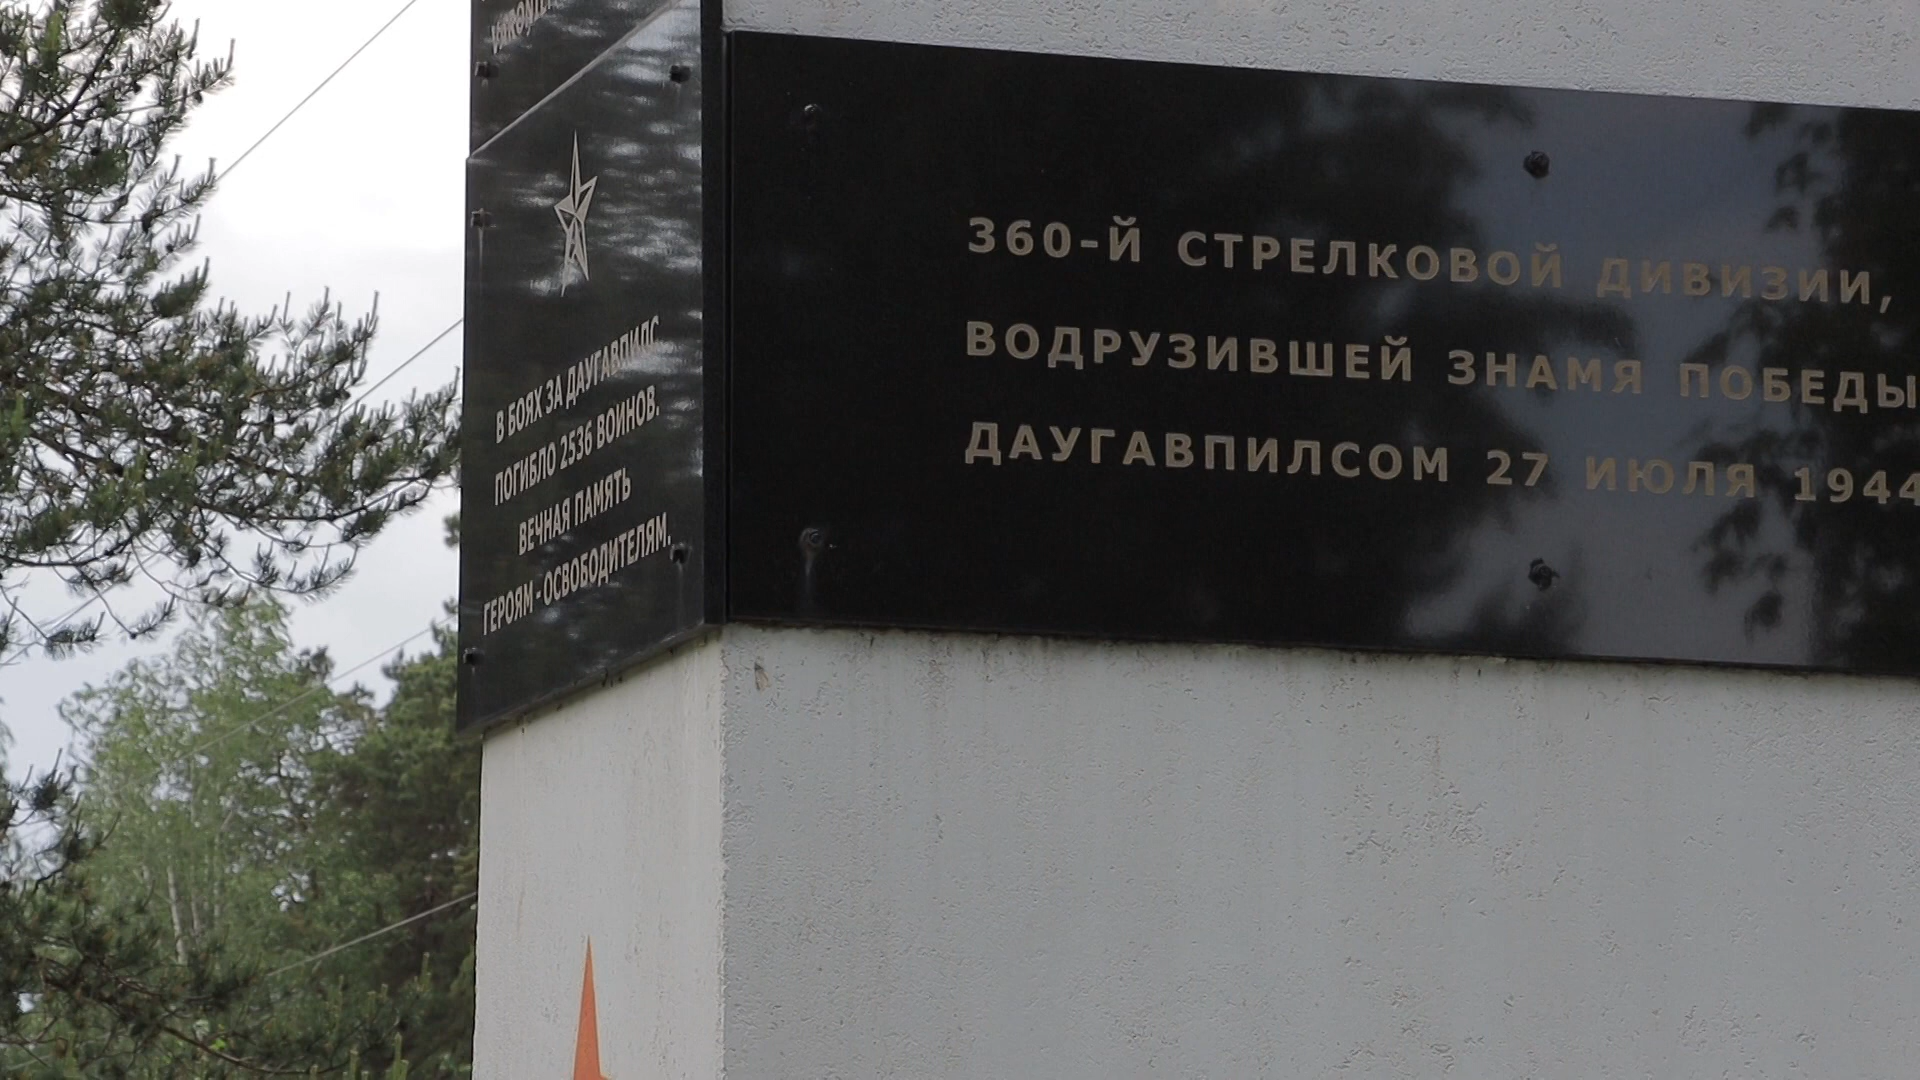 В БОЯХ ЗА ДАУГАВПИЛС
ПОГИБЛО 2536 ВОИНОВ.
ВЕЧНАЯ ПАМЯТЬ
ГЕРОЯМ - ОСВОБОДИТЕЛЯМ.
360-Й СТРЕЛКОВОЙ ДИВИЗИИ,
ВОДРУЗИВШЕЙ ЗНАМЯ ПОБЕДЫ
ДАУГАВПИЛСОМ 27 ИЮЛЯ 1944